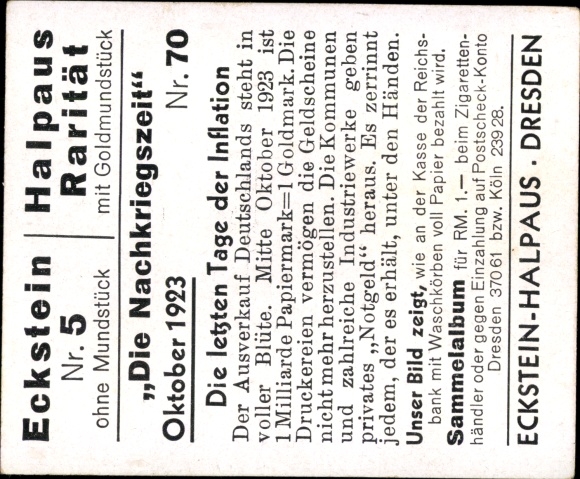 Eckstein
Nr. 5
ohne Mundstück
Halpaus
Rarität
mit Goldmundstück
„Die Nachkriegszeit“
Oktober 1923
Nr. 70
Die letzten Tage der Inflation
Der Ausverkauf Deutschlands steht in
voller Blüte. Mitte Oktober 1923 ist
1 Milliarde Papiermark=1 Goldmark. Die
Druckereien vermögen die Geldscheine
nicht mehr herzustellen. Die Kommunen
und zahlreiche Industriewerke geben
privates „Notgeld“ heraus. Es zerrinnt
jedem, der es erhält, unter den Händen.
Unser Bild zeigt, wie an der Kasse der Reichs-
bank mit Waschkörben voll Papier bezahlt wird.
Sammelalbum für RM. 1.— beim Zigaretten-
händler oder gegen Einzahlung auf Postscheck-Konto
Dresden 37061 bzw. Köln 23928.
ECKSTEIN-HALPAUS · DRESDEN